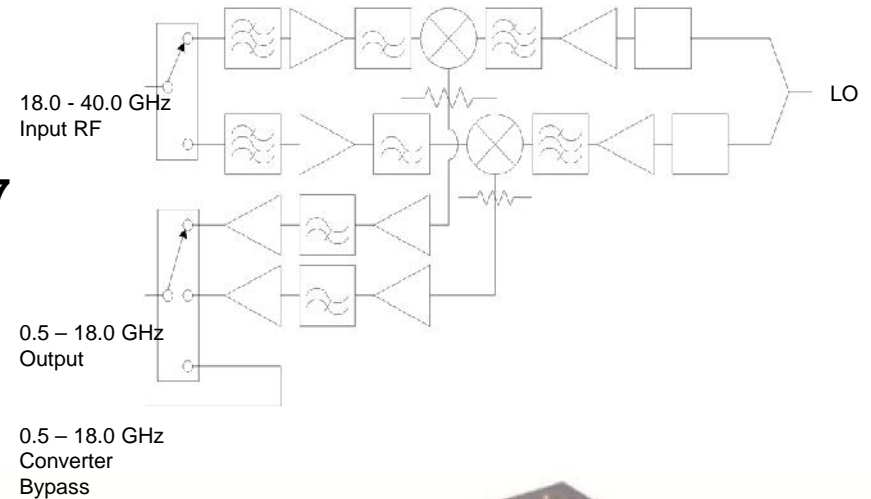 18.0 - 40.0 GHz
Input RF
LO
7
0.5 – 18.0 GHz
Output
0.5 – 18.0 GHz
Converter
Bypass